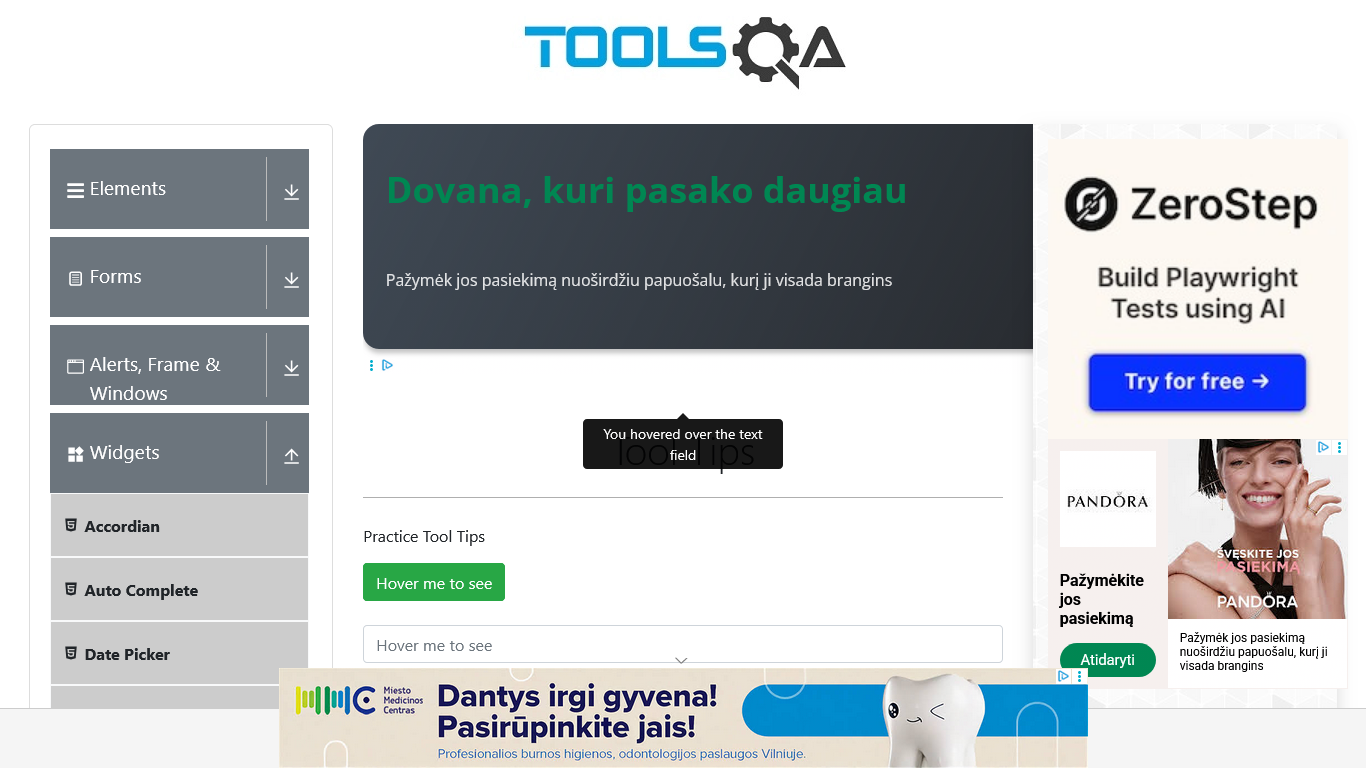 TOOLSQA
Elements
Forms
Alerts, Frame &
Windows
Widgets
Accordian
Auto Complete
Date Picker
Dovana, kuri pasako daugiau
Pažymėk jos pasiekimą nuoširdžiu papuošalu, kurį ji visada brangins
You hovered over the text
field
Tool Tips
Practice Tool Tips
Hover me to see
Hover me to see
ZeroStep
Build Playwright
Tests using AI
Try for free →
PANDÖRA
Pažymėkite
jos
pasiekimą
Atidaryti
ŠVĘSKITE JOS
PASIEKIMĄ
PANDÖRA
Pažymėk jos pasiekimą
nuoširdžiu papuošalu, kurį ji
visada brangins
Miesto
Medicinos
Centras
Dantys irgi gyvena!
Pasirūpinkite jais!
Profesionalios burnos higienos, odontologijos paslaugos Vilniuje.